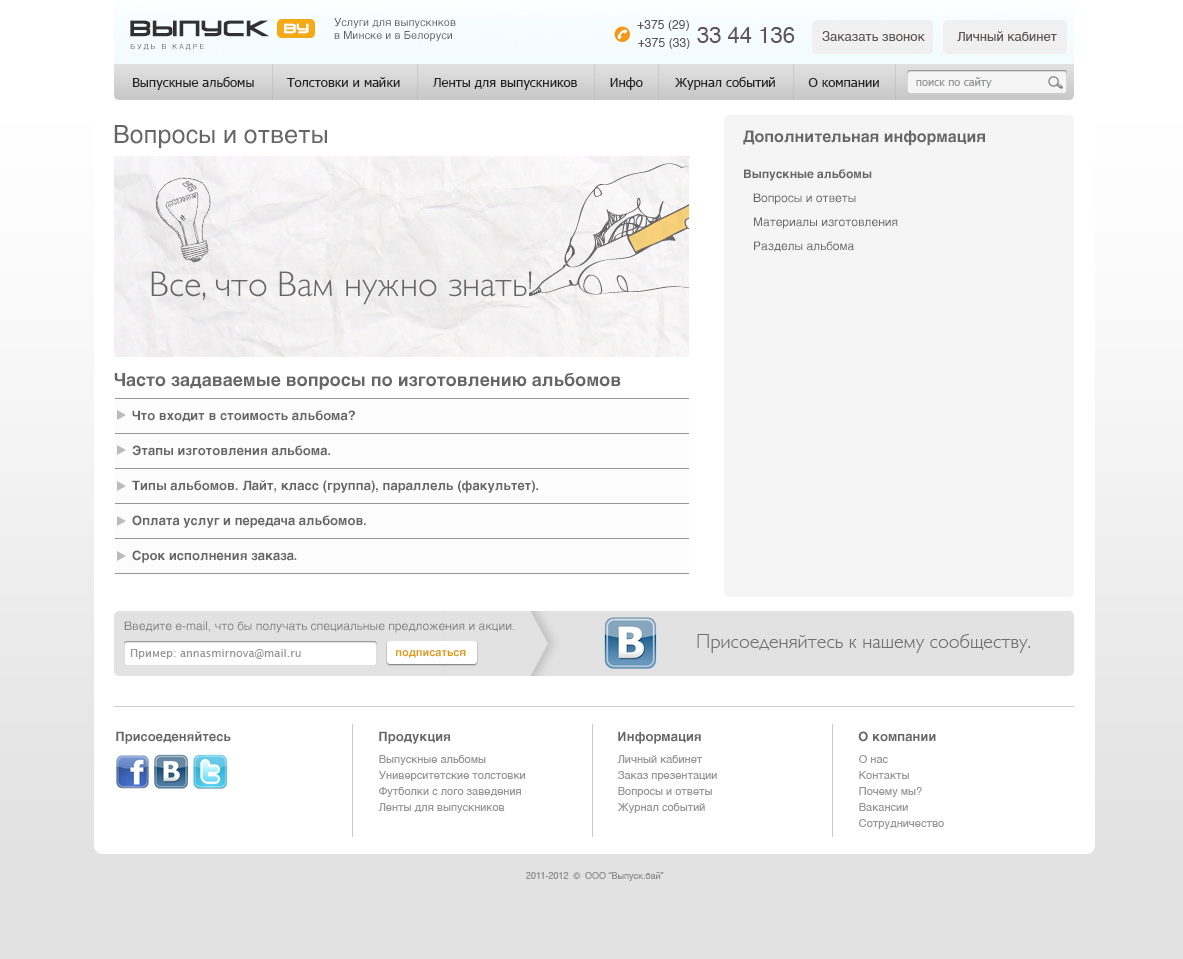 ВЫПУСК BY
БУДЬ В КАДРЕ
Услуги для выпускнков
в Минске и в Белоруси
+375 (29)
+375 (33)
33 44 136
Заказать звонок
Личный кабинет
Выпускные альбомы
Толстовки и майки
Ленты для выпускников
Инфо
Журнал событий
О компании
поиск по сайту
Вопросы и ответы
Все, что Вам нужно знать!
Часто задаваемые вопросы по изготовлению альбомов
Что входит в стоимость альбома?
Этапы изготовления альбома.
Типы альбомов. Лайт, класс (группа), параллель (факультет).
Оплата услуг и передача альбомов.
Срок исполнения заказа.
Дополнительная информация
Выпускные альбомы
Вопросы и ответы
Материалы изготовления
Разделы альбома
Введите e-mail, что бы получать специальные предложения и акции.
Пример: annasmirnova@mail.ru
подписаться
В
Присоеденяйтесь к нашему сообществу.
Присоеденяйтесь
f
В
t
Продукция
Выпускные альбомы
Университетские толстовки
Футболки с лого заведения
Ленты для выпускников
Информация
Личный кабинет
Заказ презентации
Вопросы и ответы
Журнал событий
О компании
О нас
Контакты
Почему мы?
Вакансии
Сотрудничество
2011-2012 © ООО "Выпуск.бай"